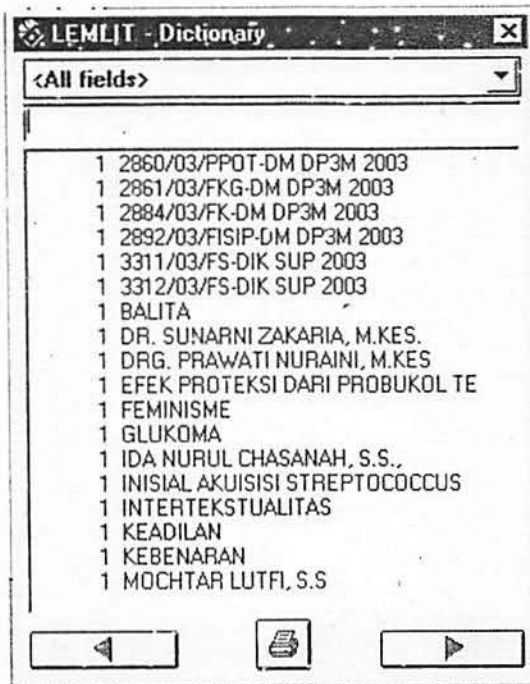 LEMLIT - Dictionary
<All fields>
1 2860/03/PPOT-DM DP3M 2003
1 2861/03/FKG-DM DP3M 2003
1 2884/03/FK-DM DP3M 2003
1 2892/03/FISIP-DM DP3M 2003
1 3311/03/FS-DIK SUP 2003
1 3312/03/FS-DIK SUP 2003
1 BALITA
1 DR. SUNARNI ZAKARIA, M.KES.
1 DRG. PRAWATI NURAINI, M.KES
1 EFEK PROTEKSI DARI PROBUKOL TE
1 FEMINISME
1 GLUKOMA
1 IDA NURUL CHASANAH, S.S.,
1 INISIAL AKUISISI STREPTOCOCCUS
1 INTERTEKSTUALITAS
1 KEADILAN
1 KEBENARAN
1 MOCHTAR LUTFI, S.S